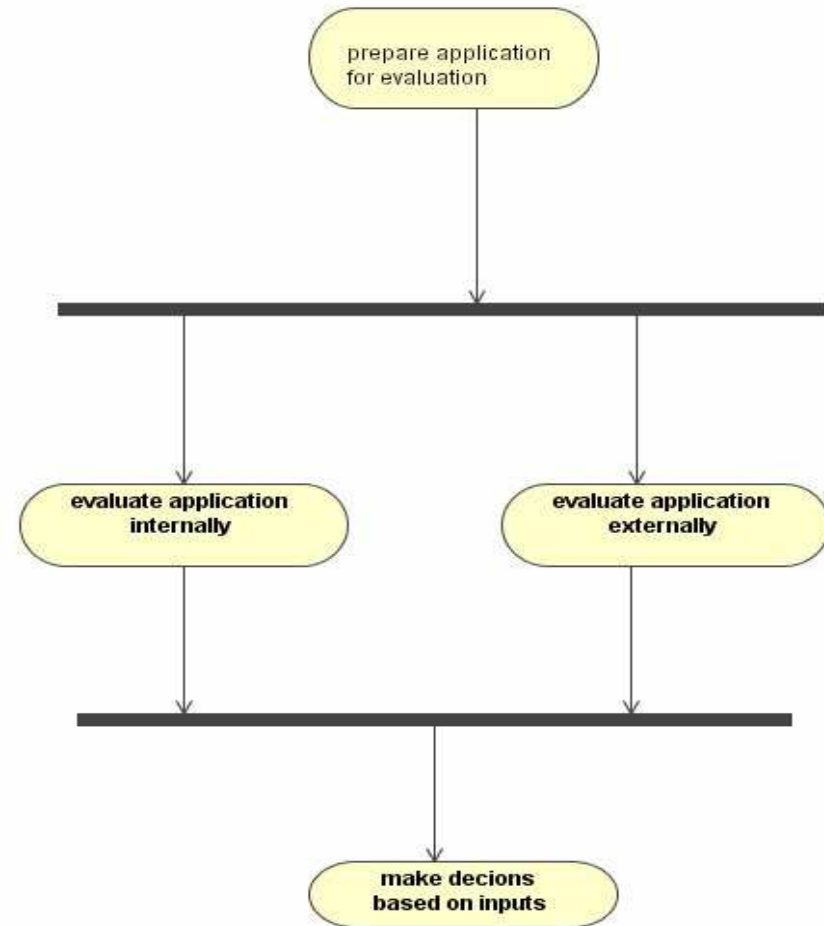 prepare application
for evaluation
evaluate application
internally
evaluate application
externally
make decions
based on inputs